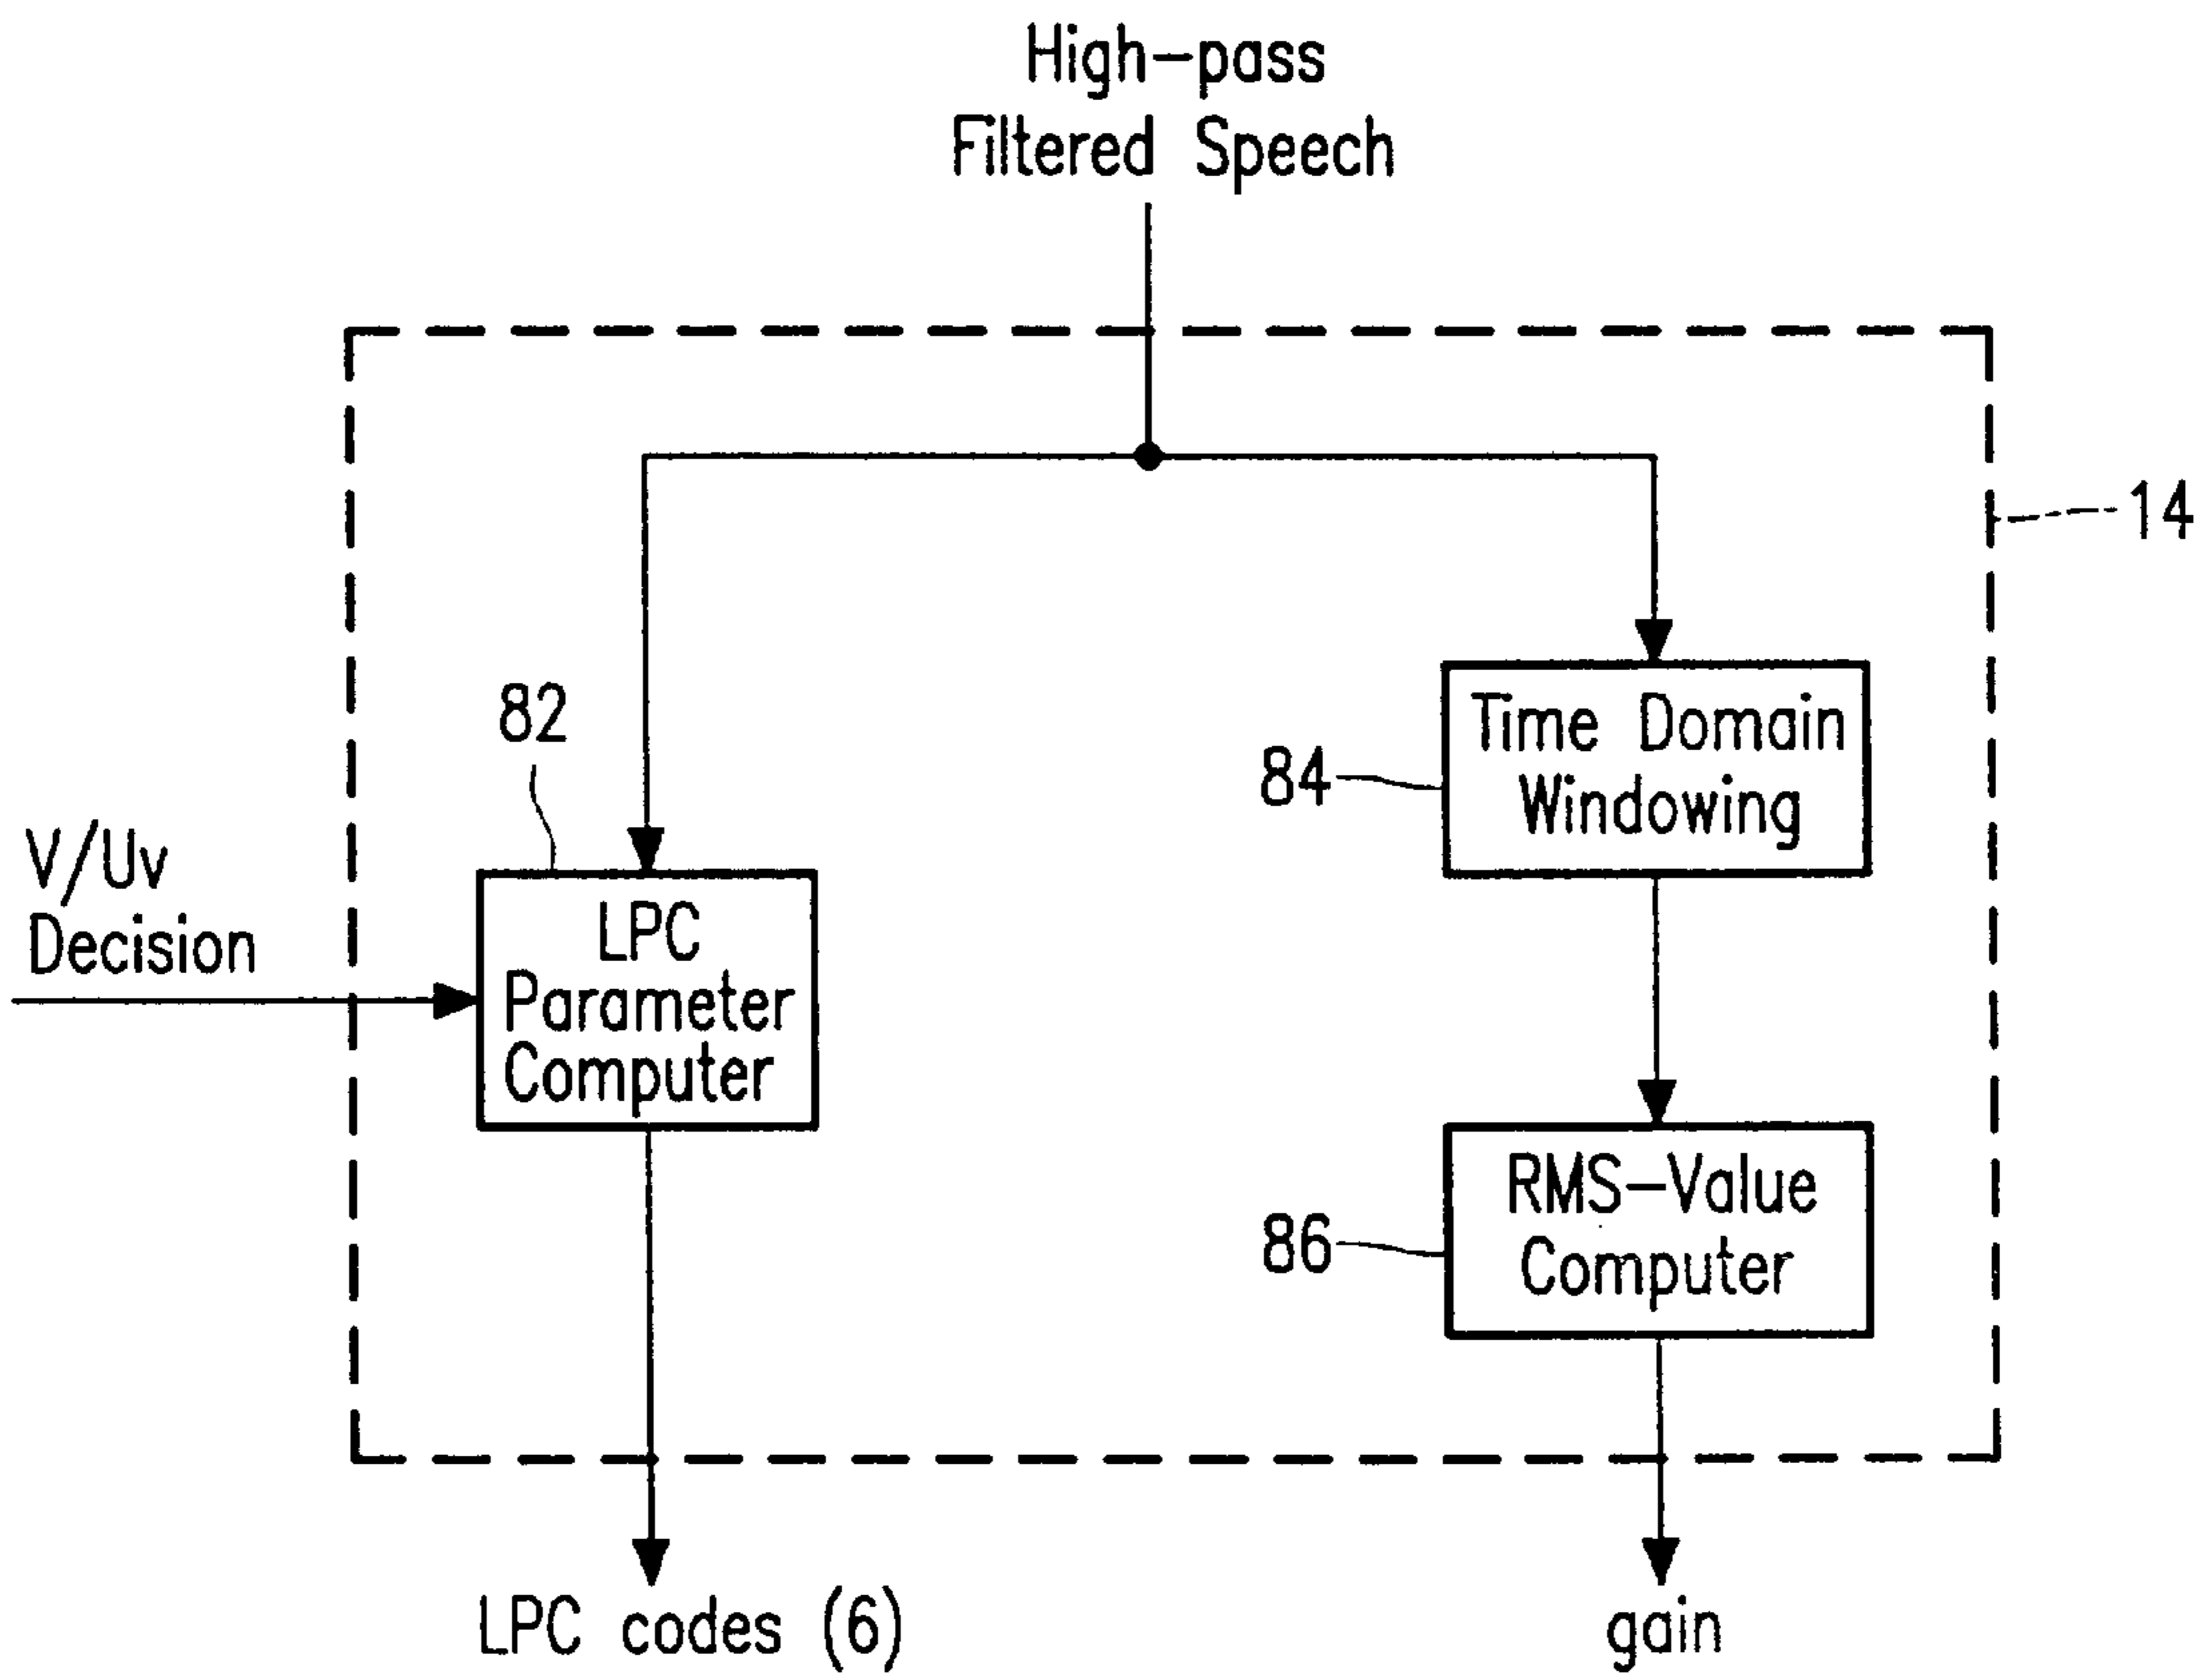 High-pass
Filtered Speech
14
82
84
Time Domain
Windowing
V/Uv
Decision
LPC
Parameter
Computer
86
RMS-Value
Computer
LPC codes (6)
gain